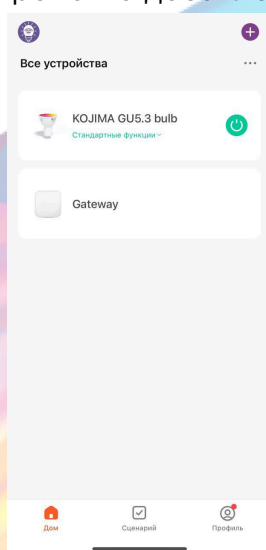 Все устройства
KOJIMA GU5.3 bulb
Стандартные функции
Gateway
Дом
Сценарий
Профиль